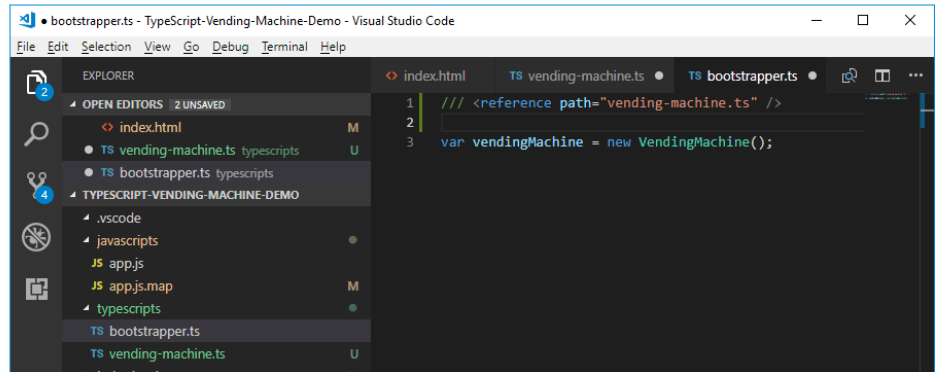 ● bootstrapper.ts - TypeScript-Vending-Machine-Demo - Visual Studio Code
File Edit Selection View Go Debug Terminal Help
EXPLORER
OPEN EDITORS 2 UNSAVED
index.html M
● TS vending-machine.ts typescripts U
● TS bootstrapper.ts typescripts
TYPESCRIPT-VENDING-MACHINE-DEMO
.vscode
javascripts
JS app.js
JS app.js.map M
typescripts
TS bootstrapper.ts
TS vending-machine.ts U
2
4
<> index.html TS vending-machine.ts ● TS bootstrapper.ts ●
1 /// <reference path="vending-machine.ts" />
2
3 var vendingMachine = new VendingMachine();